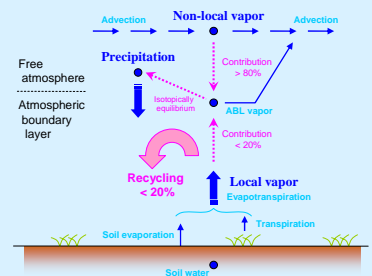 Non-local vapor
Advection
Advection
Precipitation
Free
atmosphere
Contribution
> 80%
Isotopically
equilibrium
Atmospheric
boundary
layer
ABL vapor
Contribution
< 20%
Recycling
< 20%
Local vapor
Evapotranspiration
Transpiration
Soil evaporation
Soil water